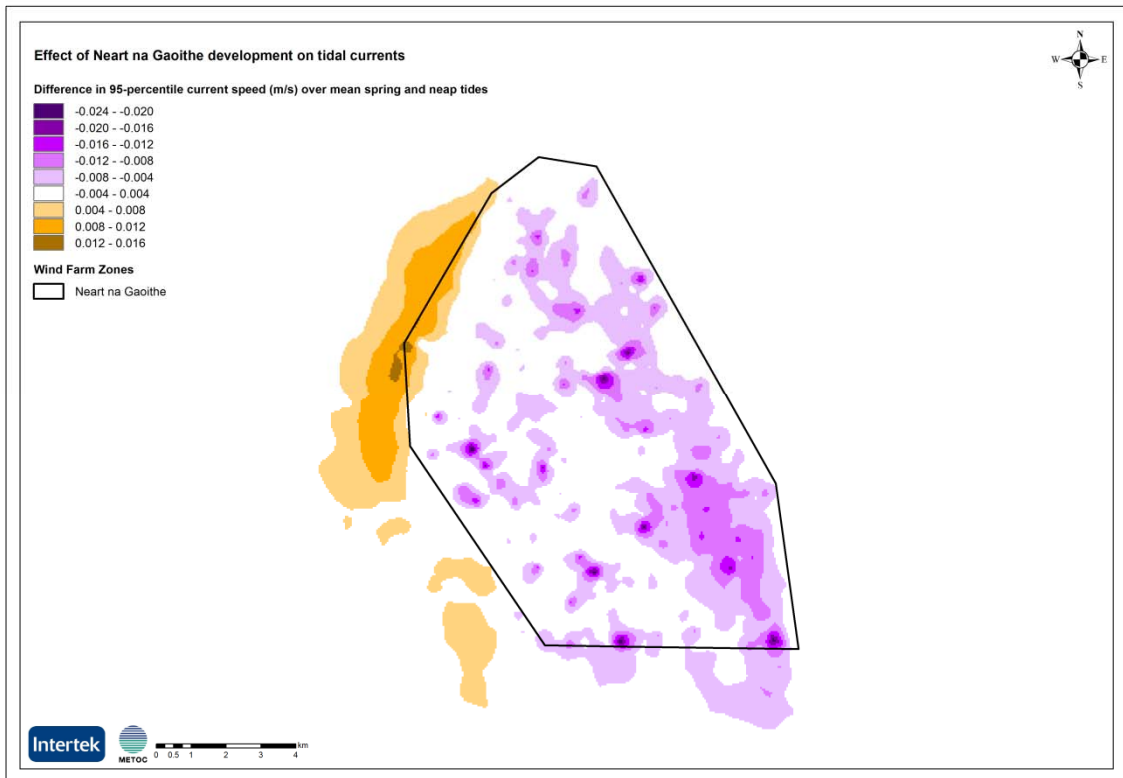 Effect of Neart na Gaoithe development on tidal currents
N
W E
S
Difference in 95-percentile current speed (m/s) over mean spring and neap tides
-0.024 - -0.020
-0.020 - -0.016
-0.016 - -0.012
-0.012 - -0.008
-0.008 - -0.004
-0.004 - 0.004
0.004 - 0.008
0.008 - 0.012
0.012 - 0.016
Wind Farm Zones
Neart na Gaoithe
Intertek
METOC
km
0 0.5 1 2 3 4